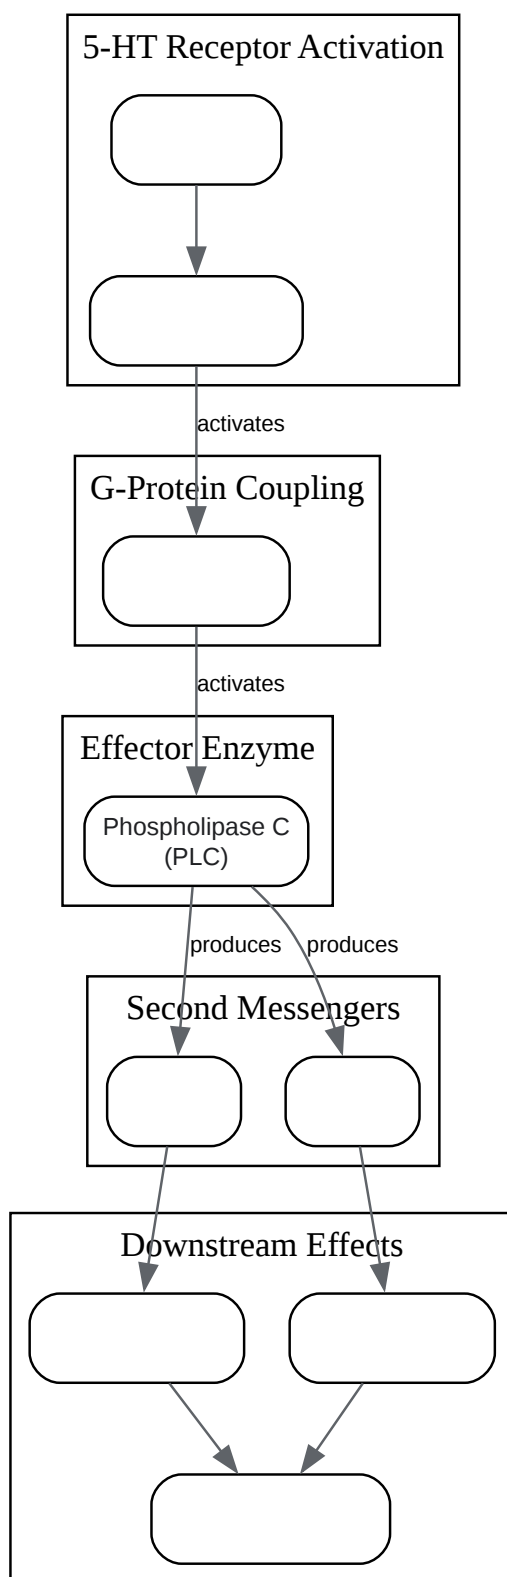 5-HT Receptor Activation
activates
G-Protein Coupling
activates
Effector Enzyme
Phospholipase C
(PLC)
produces
produces
Second Messengers
Downstream Effects